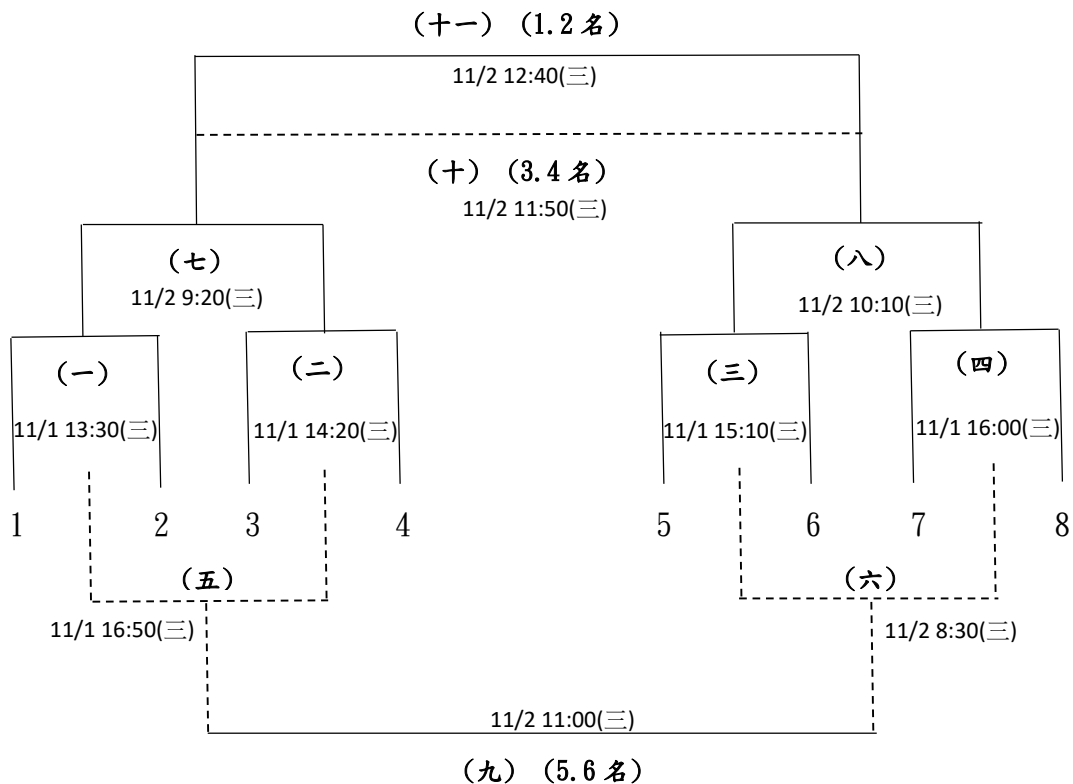 (十一) (1.2名)
11/2 12:40(三)
(十) (3.4名)
11/2 11:50(三)
(七)
11/2 9:20(三)
(八)
11/2 10:10(三)
(一)
11/1 13:30(三)
(二)
11/1 14:20(三)
(三)
11/1 15:10(三)
(四)
11/1 16:00(三)
1 2 3 4 5 6 7 8
(五)
11/1 16:50(三)
(六)
11/2 8:30(三)
11/2 11:00(三)
(九) (5.6名)